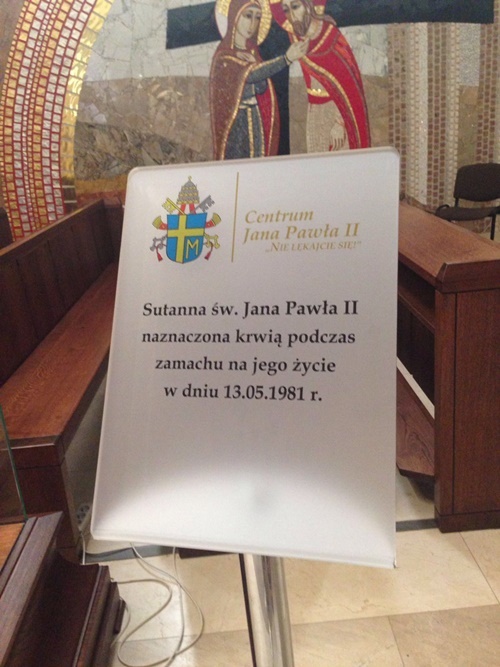 Centrum
Jana Pawła II
„NIE LĘKAJCIE SIĘ!”
M
Sutanna św. Jana Pawła II
naznaczona krwią podczas
zamachu na jego życie
w dniu 13.05.1981 r.